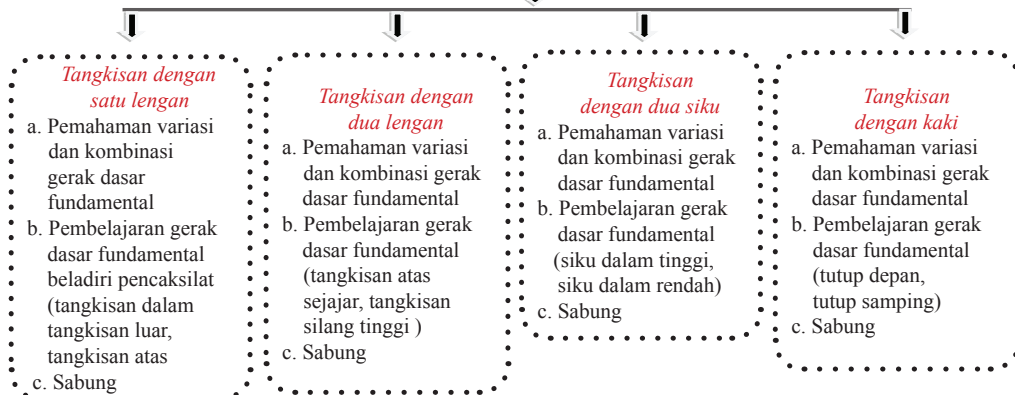 Tangkisan dengan
satu lengan
a. Pemahaman variasi
dan kombinasi
gerak dasar
fundamental
b. Pembelajaran gerak
dasar fundamental
beladiri pencaksilat
(tangkisan dalam
tangkisan luar,
tangkisan atas
c. Sabung
Tangkisan dengan
dua lengan
a. Pemahaman variasi
dan kombinasi gerak
dasar fundamental
b. Pembelajaran gerak
dasar fundamental
(tangkisan atas
sejajar, tangkisan
silang tinggi )
c. Sabung
Tangkisan
dengan dua siku
a. Pemahaman variasi
dan kombinasi gerak
dasar fundamental
b. Pembelajaran gerak
dasar fundamental
(siku dalam tinggi,
siku dalam rendah)
c. Sabung
Tangkisan
dengan kaki
a. Pemahaman variasi
dan kombinasi gerak
dasar fundamental
b. Pembelajaran gerak
dasar fundamental
(tutup depan,
tutup samping)
c. Sabung